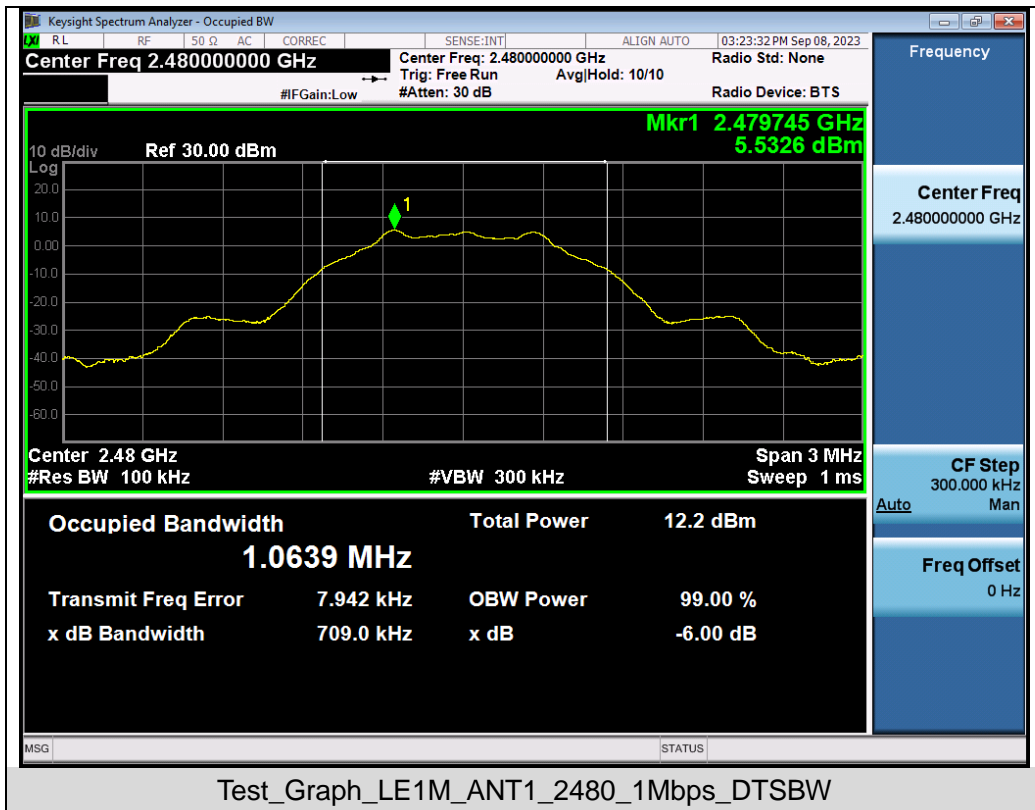 Keysight Spectrum Analyzer - Occupied BW
LXI RL RF 50 Ω AC CORREC SENSE:INT ALIGN AUTO 03:23:32 PM Sep 08, 2023
Center Freq 2.480000000 GHz
#IFGain:Low
Center Freq: 2.480000000 GHz
Trig: Free Run Avg|Hold: 10/10
#Atten: 30 dB
Radio Std: None
Radio Device: BTS
Mkr1 2.479745 GHz
5.5326 dBm
10 dB/div Ref 30.00 dBm
Log
20.0
10.0
0.00
-10.0
-20.0
-30.0
-40.0
-50.0
-60.0
1
Center 2.48 GHz Span 3 MHz
#Res BW 100 kHz #VBW 300 kHz Sweep 1 ms
Occupied Bandwidth Total Power 12.2 dBm
1.0639 MHz
Transmit Freq Error 7.942 kHz OBW Power 99.00 %
x dB Bandwidth 709.0 kHz x dB -6.00 dB
Frequency
Center Freq
2.480000000 GHz
CF Step
300.000 kHz
Auto Man
Freq Offset
0 Hz
MSG STATUS
Test_Graph_LE1M_ANT1_2480_1Mbps_DTSBW